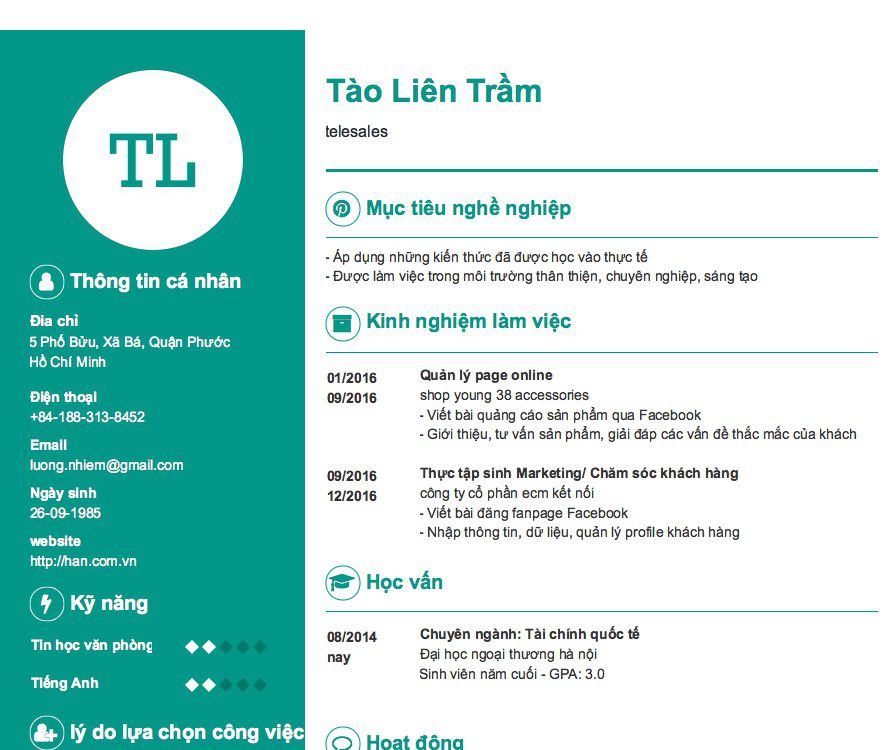 TL
Thông tin cá nhân
Địa chỉ
5 Phố Bửu, Xã Bá, Quận Phước
Hồ Chí Minh
Điện thoại
+84-188-313-8452
Email
luong.nhiem@gmail.com
Ngày sinh
26-09-1985
website
http://han.com.vn
Kỹ năng
Tin học văn phòng
Tiếng Anh
lý do lựa chọn công việc
Tào Liên Trầm
telesales
Mục tiêu nghề nghiệp
- Áp dụng những kiến thức đã được học vào thực tế
- Được làm việc trong môi trường thân thiện, chuyên nghiệp, sáng tạo
Kinh nghiệm làm việc
01/2016
09/2016
Quản lý page online
shop young 38 accessories
- Viết bài quảng cáo sản phẩm qua Facebook
- Giới thiệu, tư vấn sản phẩm, giải đáp các vấn đề thắc mắc của khách
09/2016
12/2016
Thực tập sinh Marketing/ Chăm sóc khách hàng
công ty cổ phần ecm kết nối
- Viết bài đăng fanpage Facebook
- Nhập thông tin, dữ liệu, quản lý profile khách hàng
Học vấn
08/2014
nay
Chuyên ngành: Tài chính quốc tế
Đại học ngoại thương hà nội
Sinh viên năm cuối - GPA: 3.0
Hoạt động